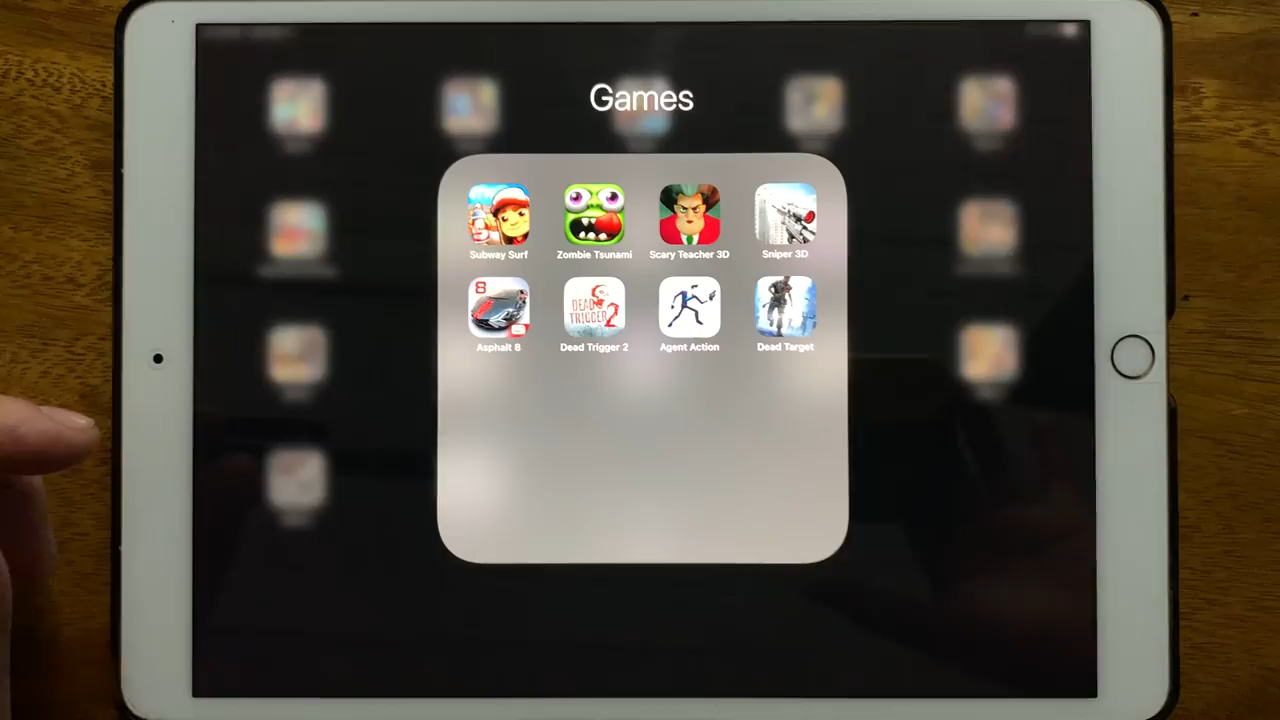 Games
Subway Surf
Zombie Tsunami
Scary Teacher 3D
Sniper 3D
8
DEAD
TRIGGER 2
Asphalt 8
Dead Trigger 2
Agent Action
Dead Target